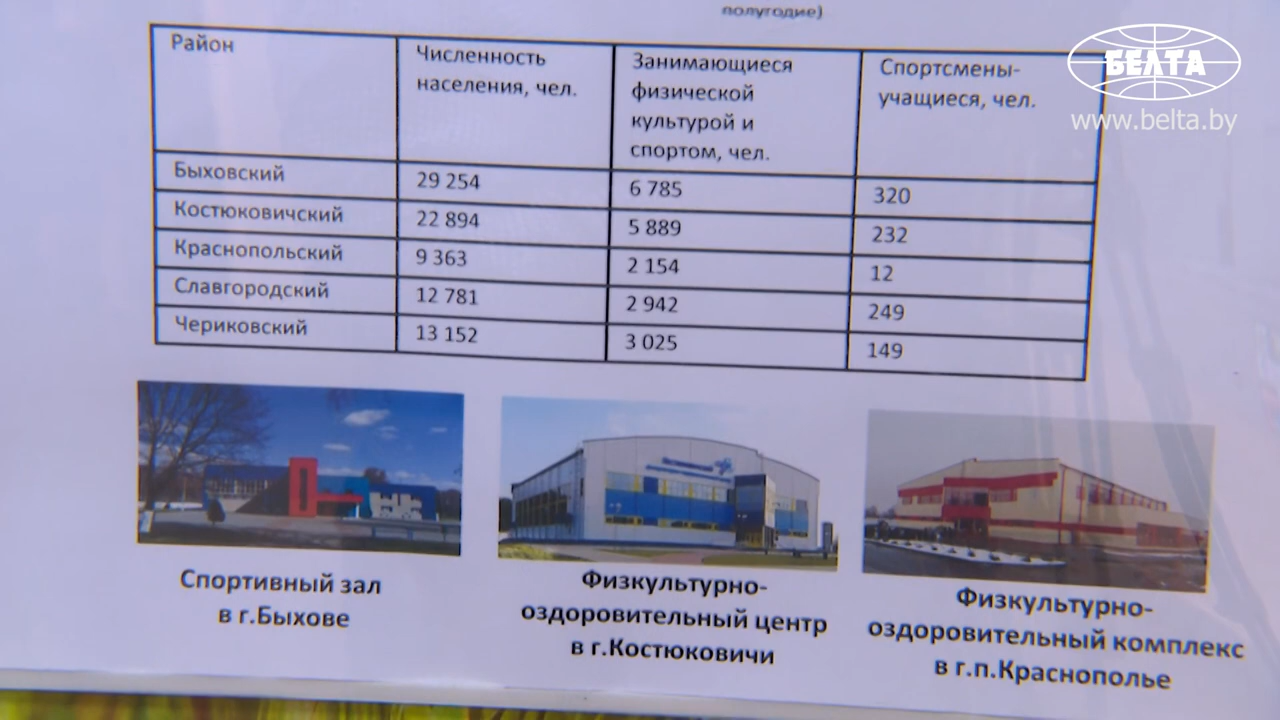 полугодие)
БЕЛТА
www.belta.by
Район
Численность
населения, чел.
Занимающиеся
физической
культурой и
спортом, чел.
Спортсмены-
учащиеся, чел.
Быховский 29 254 6 785 320
Костюковичский 22 894 5 889 232
Краснопольский 9 363 2 154 12
Славгородский 12 781 2 942 249
Чериковский 13 152 3 025 149
Спортивный зал
в г.Быхове
Физкультурно-
оздоровительный центр
в г.Костюковичи
Физкультурно-
оздоровительный комплекс
в г.п.Краснополье